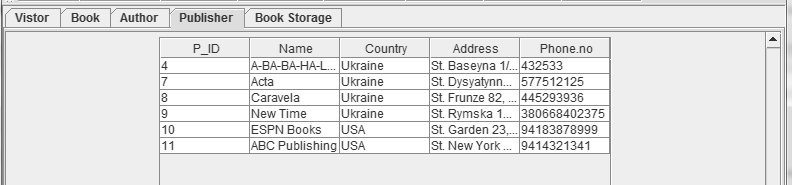 Vistor Book Author Publisher Book Storage
P_ID Name Country Address Phone.no
4 A-BA-BA-HA-L... Ukraine St. Baseyna 1/... 432533
7 Acta Ukraine St. Dysyatynn... 577512125
8 Caravela Ukraine St. Frunze 82, ... 445293936
9 New Time Ukraine St. Rymska 1... 380668402375
10 ESPN Books USA St. Garden 23,... 94183878999
11 ABC Publishing USA St. New York ... 9414321341